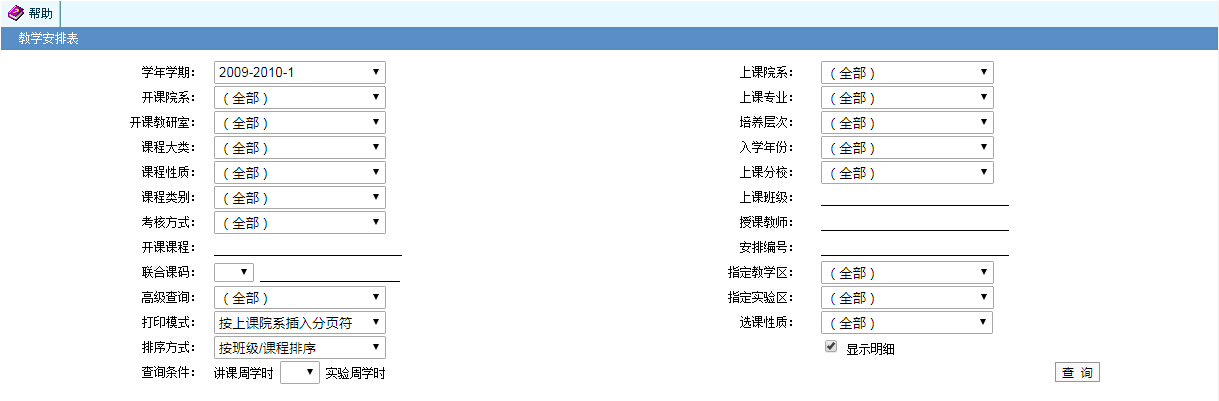 帮助
教学安排表
学年学期： 2009-2010-1 上课院系： （全部）
开课院系： （全部） 上课专业： （全部）
开课教研室： （全部） 培养层次： （全部）
课程大类： （全部） 入学年份： （全部）
课程性质： （全部） 上课分校： （全部）
课程类别： （全部） 上课班级：
考核方式： （全部） 授课教师：
开课课程： 安排编号：
联合课码： 指定教学区： （全部）
高级查询： （全部） 指定实验区： （全部）
打印模式： 按上课院系插入分页符 选课性质： （全部）
排序方式： 按班级/课程排序 显示明细
查询条件： 讲课周学时 实验周学时 查 询